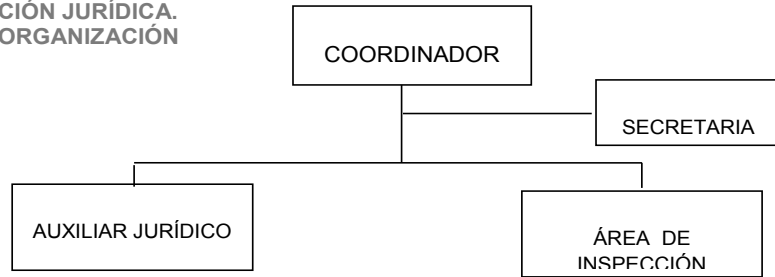 CIÓN JURÍDICA.
ORGANIZACIÓN
COORDINADOR
SECRETARIA
AUXILIAR JURÍDICO
ÁREA DE
INSPECCIÓN